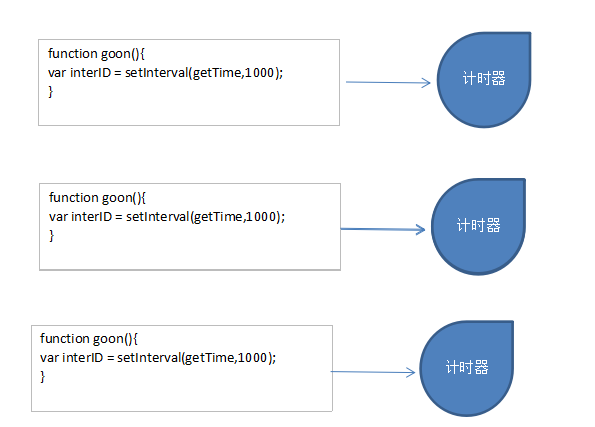 function goon(){
var interID = setInterval(getTime,1000);
}
计时器
function goon(){
var interID = setInterval(getTime,1000);
}
计时器
function goon(){
var interID = setInterval(getTime,1000);
}
计时器